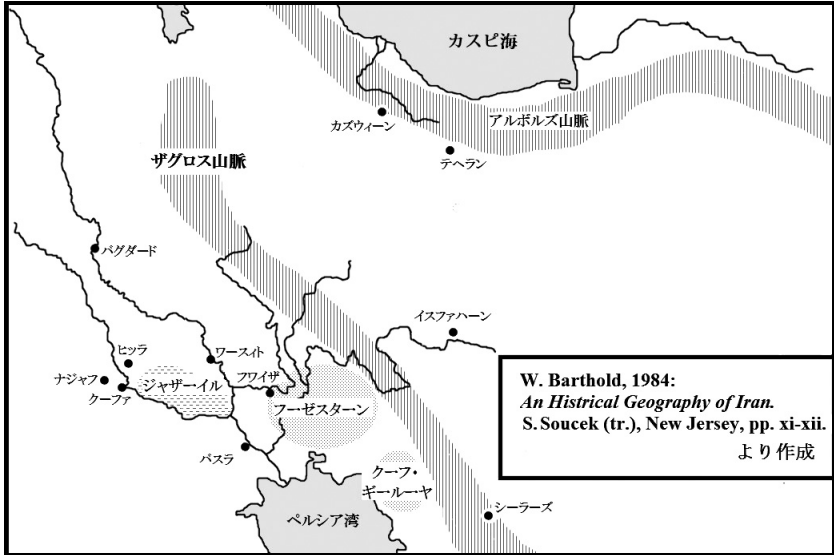 カスピ海
アルボルズ山脈
カズウィーン
テヘラン
ザグロス山脈
バグダード
イスファハーン
ヒッラ
ワースィト
ナジャフ
クーファ
ジャザーイル
フワイザ
フーゼスターン
バスラ
クーフ・
ギールーヤ
ペルシア湾
シーラーズ
W. Barthold, 1984:
An Histrical Geography of Iran.
S. Soucek (tr.), New Jersey, pp. xi-xii.
より作成